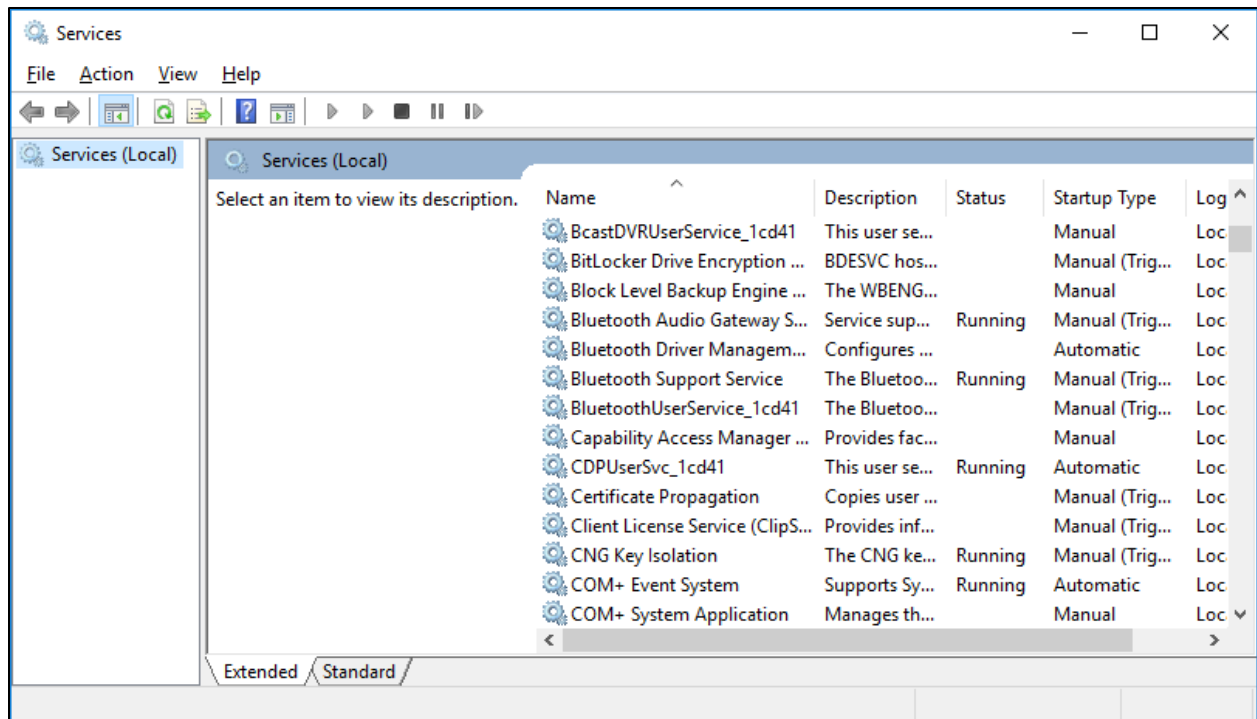 Services
File Action View Help
Services (Local)
Services (Local)
Select an item to view its description.
Name Description Status Startup Type Log
BcastDVRUserService_1cd41 This user se... Manual Loc
BitLocker Drive Encryption ... BDESVC hos... Manual (Trig... Loc
Block Level Backup Engine ... The WBENG... Manual Loc
Bluetooth Audio Gateway S... Service sup... Running Manual (Trig... Loc
Bluetooth Driver Managem... Configures ... Automatic Loc
Bluetooth Support Service The Bluetoo... Running Manual (Trig... Loc
BluetoothUserService_1cd41 The Bluetoo... Manual (Trig... Loc
Capability Access Manager ... Provides fac... Manual Loc
CDPUserSvc_1cd41 This user se... Running Automatic Loc
Certificate Propagation Copies user ... Manual (Trig... Loc
Client License Service (ClipS... Provides inf... Manual (Trig... Loc
CNG Key Isolation The CNG ke... Running Manual (Trig... Loc
COM+ Event System Supports Sy... Running Automatic Loc
COM+ System Application Manages th... Manual Loc
Extended Standard